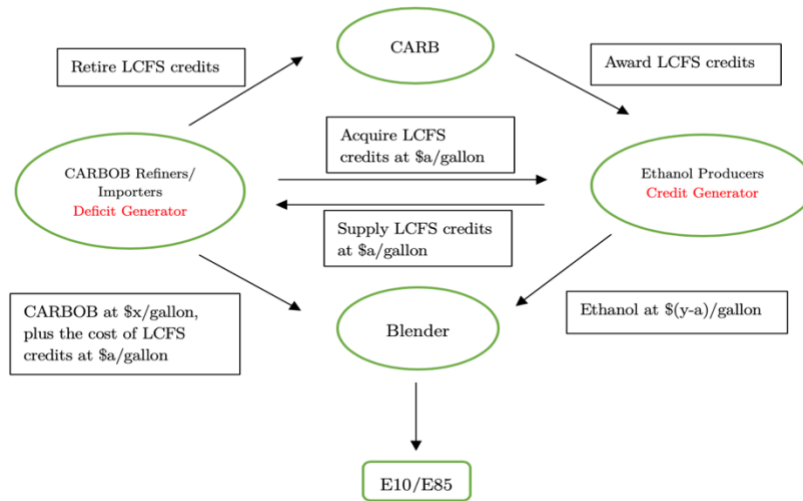 CARB
Retire LCFS credits
Award LCFS credits
Acquire LCFS
credits at $a/gallon
CARBOB Refiners/
Importers
Deficit Generator
Ethanol Producers
Credit Generator
Supply LCFS credits
at $a/gallon
CARBOB at $x/gallon,
plus the cost of LCFS
credits at $a/gallon
Blender
Ethanol at $(y-a)/gallon
E10/E85